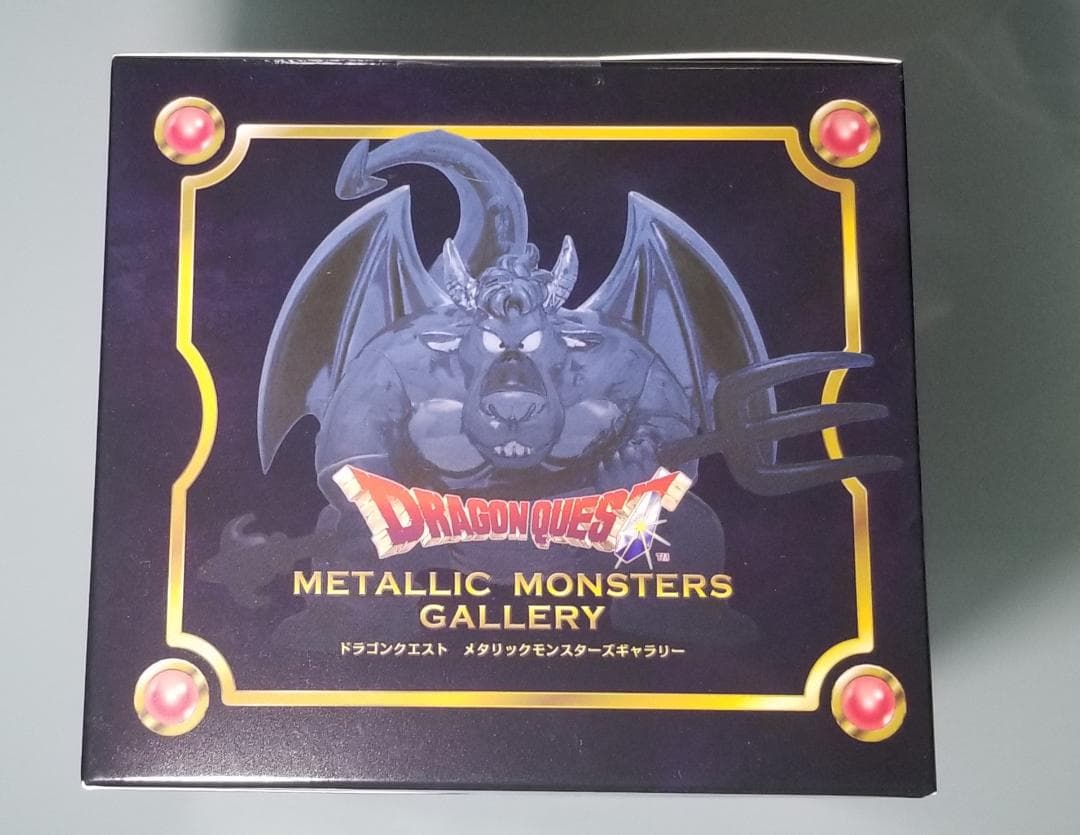 DRAGON QUEST
TM
METALLIC MONSTERS
GALLERY
ドラゴンクエスト メタリックモンスターズギャラリー